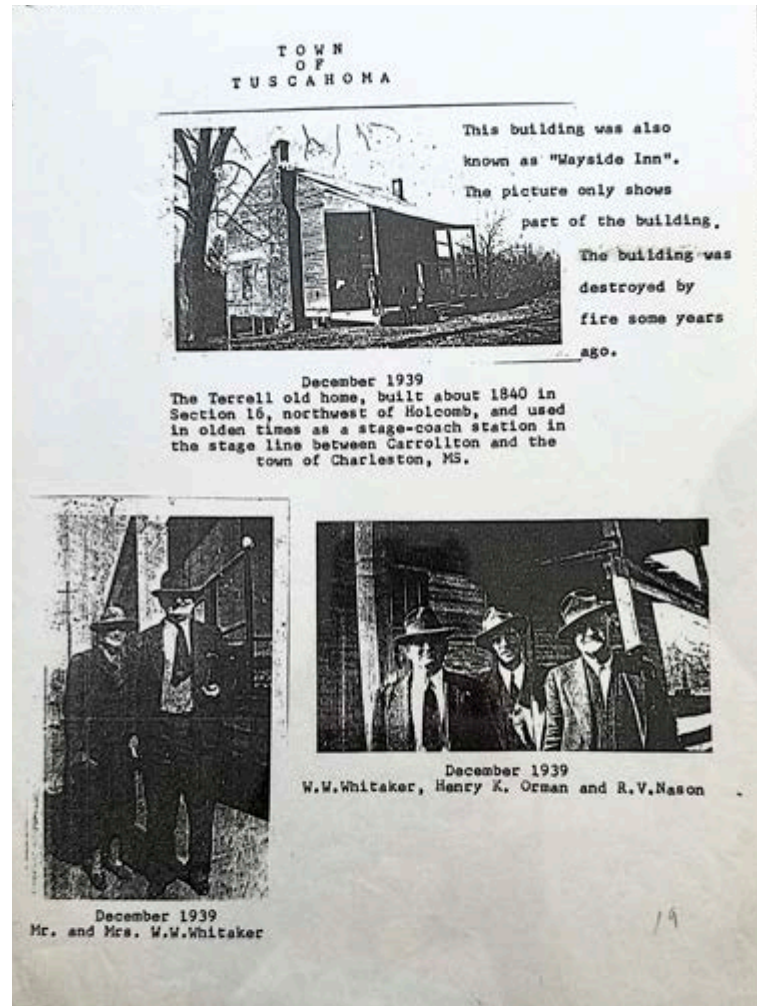 TOWN
OF
TUSCAHOMA
This building was also
known as "Wayside Inn".
The picture only shows
part of the building.
The building was
destroyed by
fire some years
ago.
December 1939
The Terrell old home, built about 1840 in
Section 16, northwest of Holcomb, and used
in olden times as a stage-coach station in
the stage line between Carrollton and the
town of Charleston, MS.
December 1939
W.W.Whitaker, Henry K. Orman and R.V.Nason
December 1939
Mr. and Mrs. W.W.Whitaker
19